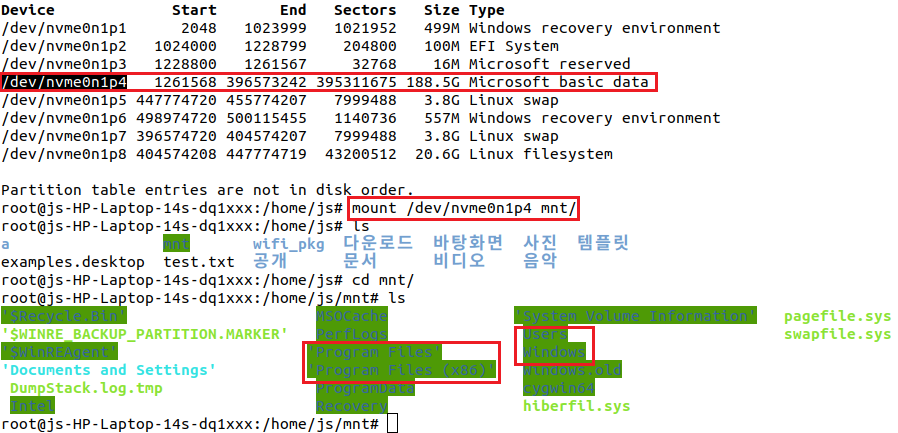 Device Start End Sectors Size Type
/dev/nvme0n1p1 2048 1023999 1021952 499M Windows recovery environment
/dev/nvme0n1p2 1024000 1228799 204800 100M EFI System
/dev/nvme0n1p3 1228800 1261567 32768 16M Microsoft reserved
/dev/nvme0n1p4 1261568 396573242 395311675 188.5G Microsoft basic data
/dev/nvme0n1p5 447774720 455774207 7999488 3.8G Linux swap
/dev/nvme0n1p6 498974720 500115455 1140736 557M Windows recovery environment
/dev/nvme0n1p7 396574720 404574207 7999488 3.8G Linux swap
/dev/nvme0n1p8 404574208 447774719 43200512 20.6G Linux filesystem
Partition table entries are not in disk order.
root@js-HP-Laptop-14s-dq1xxx:/home/js# mount /dev/nvme0n1p4 mnt/
root@js-HP-Laptop-14s-dq1xxx:/home/js# ls
a mnt wifi_pkg 다운로드 바탕화면 사진 템플릿
examples.desktop test.txt 공개 문서 비디오 음악
root@js-HP-Laptop-14s-dq1xxx:/home/js# cd mnt/
root@js-HP-Laptop-14s-dq1xxx:/home/js/mnt# ls
'$Recycle.Bin' MSOCache 'System Volume Information' pagefile.sys
'$WINRE_BACKUP_PARTITION.MARKER' PerfLogs Users swapfile.sys
'$WinREAgent' 'Program Files' Windows
'Documents and Settings' 'Program Files (x86)' Windows.old
DumpStack.log.tmp ProgramData cygwin64
Intel Recovery hiberfil.sys
root@js-HP-Laptop-14s-dq1xxx:/home/js/mnt#